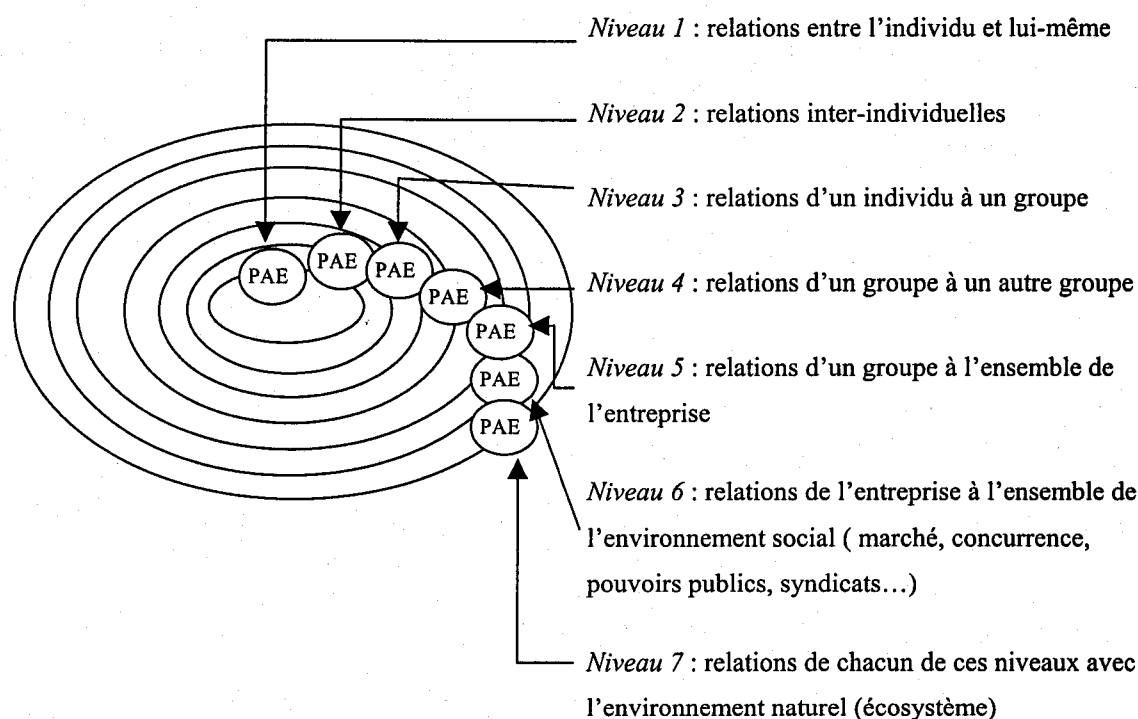 Niveau 1 : relations entre l'individu et lui-même
Niveau 2 : relations inter-individuelles
Niveau 3 : relations d'un individu à un groupe
PAE
PAE
PAE
PAE
Niveau 4 : relations d'un groupe à un autre groupe
PAE
Niveau 5 : relations d'un groupe à l'ensemble de
l'entreprise
PAE
PAE
Niveau 6 : relations de l'entreprise à l'ensemble de
l'environnement social ( marché, concurrence,
pouvoirs publics, syndicats…)
Niveau 7 : relations de chacun de ces niveaux avec
l'environnement naturel (écosystème)